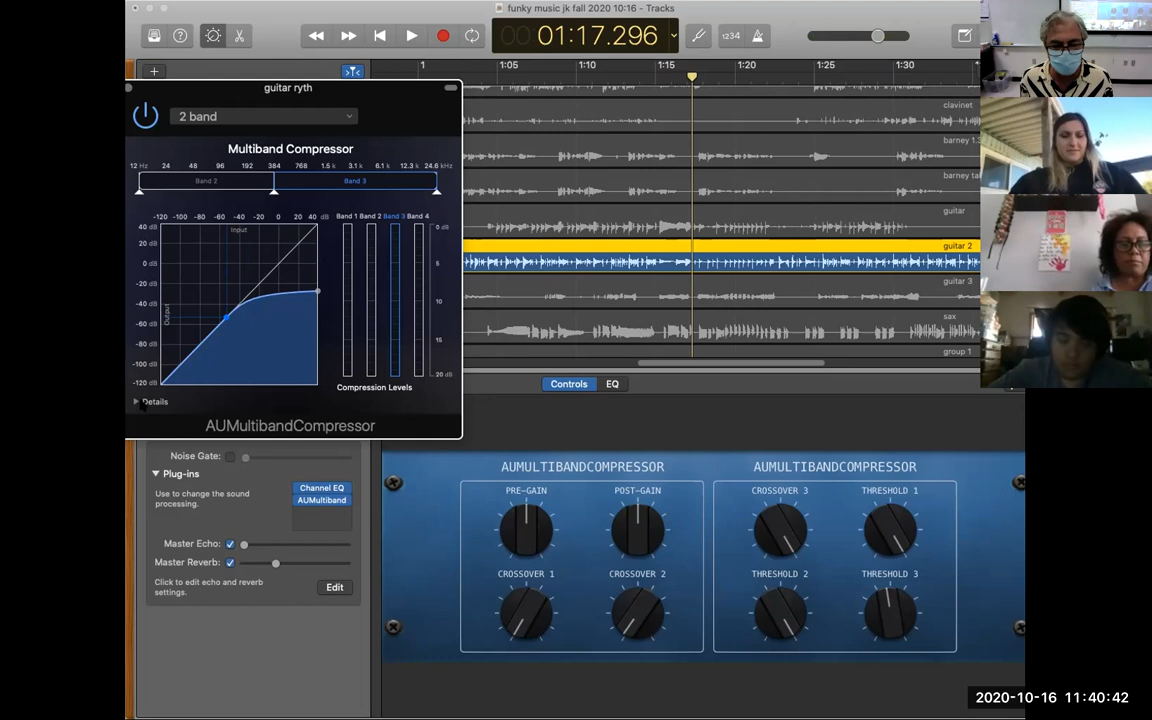 funky music jk fall 2020 10:16 - Tracks
01:17.296
1234
1 1:05 1:10 1:15 1:20 1:25 1:30
guitar ryth
2 band
Multiband Compressor
12 Hz 24 48 96 192 384 768 1.5 k 3.1 k 6.1 k 12.3 k 24.6 kHz
Band 2 Band 3
-120 -100 -80 -60 -40 -20 0 20 40 dB
Band 1 Band 2 Band 3 Band 4
Input
Output
40 dB
20 dB
0 dB
-20 dB
-40 dB
-60 dB
-80 dB
-100 dB
-120 dB
0 dB
5
10
15
20 dB
Compression Levels
Details
AUMultibandCompressor
clavinet
barney 1.
barney ta
guitar
guitar 2
guitar 3
sax
group 1
Controls EQ
Noise Gate:
Plug-ins
Use to change the sound
processing.
Channel EQ
AUMultiband
Master Echo:
Master Reverb:
Click to edit echo and reverb
settings.
Edit
AUMULTIBANDCOMPRESSOR
PRE-GAIN POST-GAIN
CROSSOVER 1 CROSSOVER 2
AUMULTIBANDCOMPRESSOR
CROSSOVER 3 THRESHOLD 1
THRESHOLD 2 THRESHOLD 3
2020-10-16 11:40:42